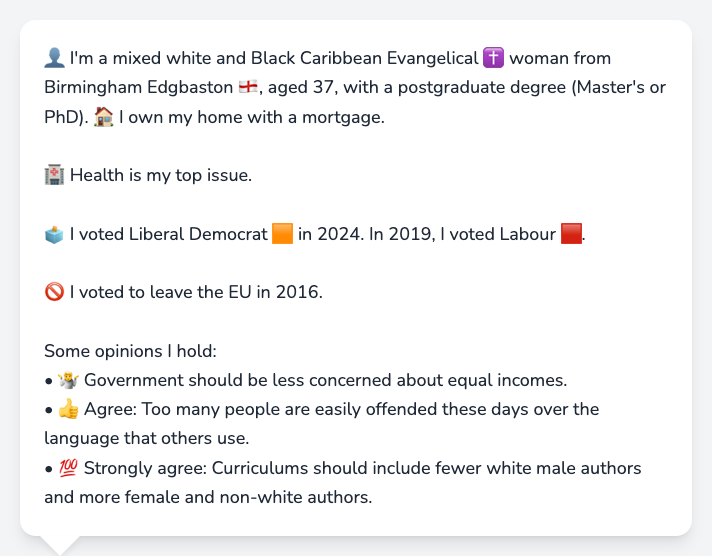 👤 I'm a mixed white and Black Caribbean Evangelical ✝️ woman from
Birmingham Edgbaston 🏴󠁧󠁢󠁥󠁮󠁧󠁿, aged 37, with a postgraduate degree (Master's or
PhD). 🏠 I own my home with a mortgage.
🏥 Health is my top issue.
🗳️ I voted Liberal Democrat 🟧 in 2024. In 2019, I voted Labour 🟥.
🚫 I voted to leave the EU in 2016.
Some opinions I hold:
• 🤷 Government should be less concerned about equal incomes.
• 👍 Agree: Too many people are easily offended these days over the
language that others use.
• 💯 Strongly agree: Curriculums should include fewer white male authors
and more female and non-white authors.